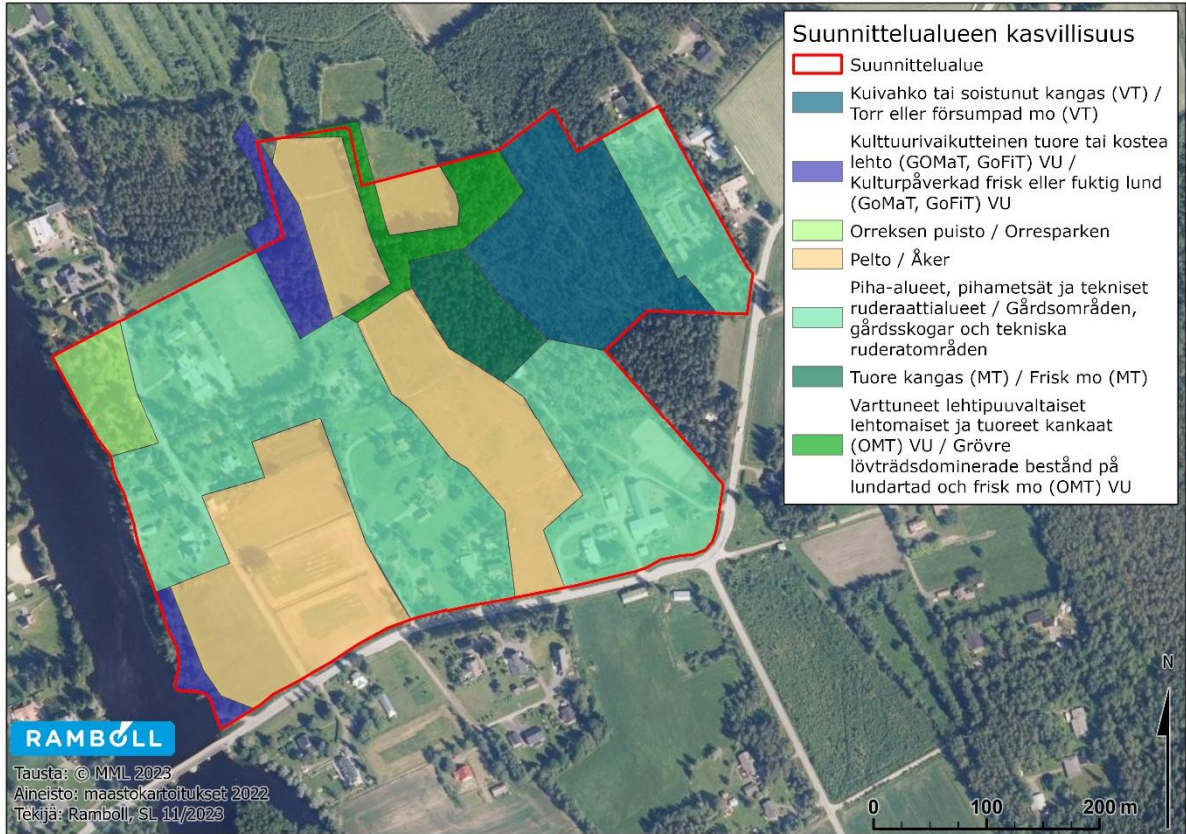 Suunnittelualueen kasvillisuus
Suunnittelualue
Kuivahko tai soistunut kangas (VT) /
Torr eller försumpad mo (VT)
Kulttuurivaikutteinen tuore tai kostea
lehto (GOMaT, GoFiT) VU /
Kulturpåverkad frisk eller fuktig lund
(GoMaT, GoFiT) VU
Orreksen puisto / Orresparken
Pelto / Åker
Piha-alueet, pihametsät ja tekniset
ruderaattialueet / Gårdsområden,
gårdsskogar och tekniska
ruderatområden
Tuore kangas (MT) / Frisk mo (MT)
Varttuneet lehtipuuvaltaiset
lehtomaiset ja tuoreet kankaat
(OMT) VU / Grövre
lövträdsdominerade bestånd på
lundartad och frisk mo (OMT) VU
N
RAMBOLL
Tausta: © MML 2023
Aineisto: maastokartoitukset 2022
Tekijä: Ramboll, SL 11/2023
0 100 200 m